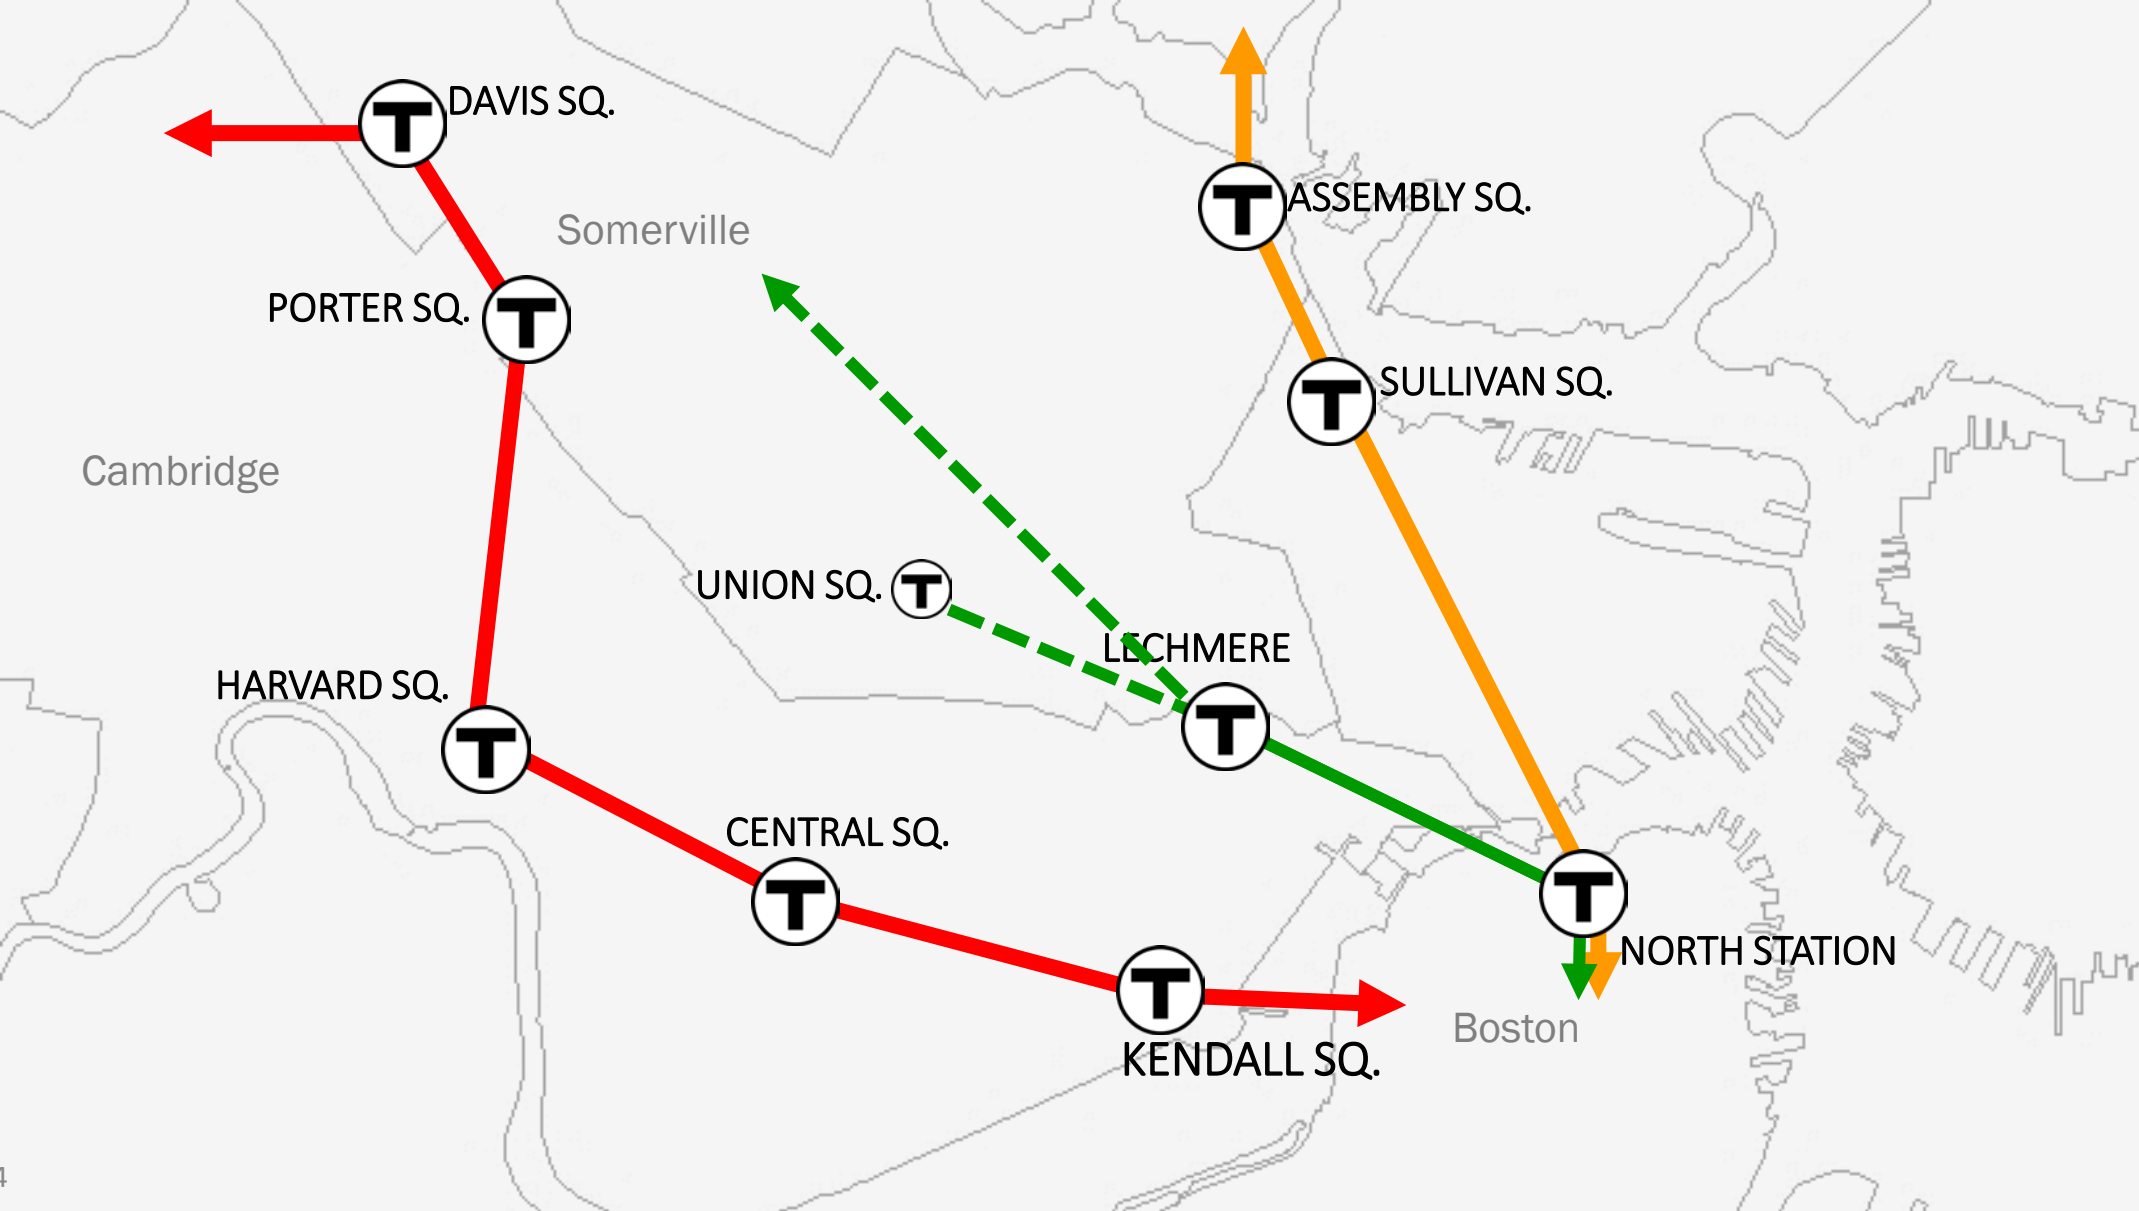 DAVIS SQ.
T
ASSEMBLY SQ.
T
Somerville
PORTER SQ.
T
SULLIVAN SQ.
T
Cambridge
UNION SQ.
T
LECHMERE
T
HARVARD SQ.
T
CENTRAL SQ.
T
T
NORTH STATION
T
KENDALL SQ.
Boston
4